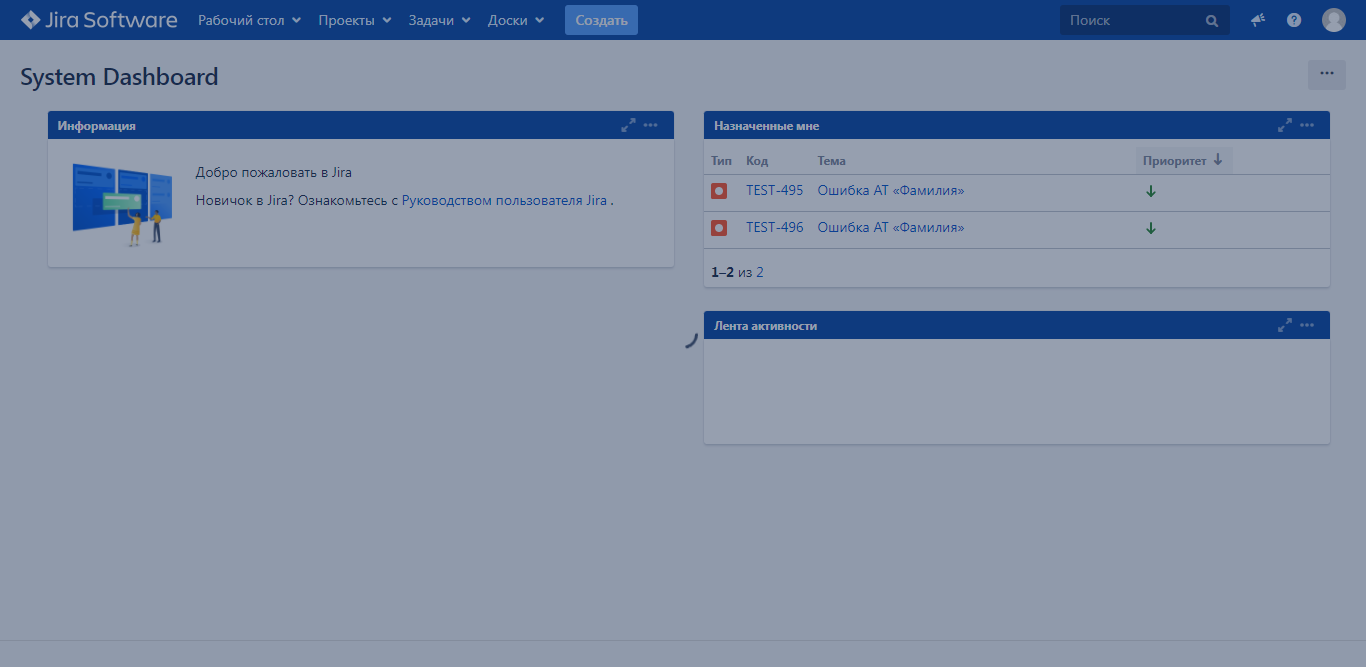 Jira Software Рабочий стол Проекты Задачи Доски Создать Поиск
System Dashboard
Информация
Добро пожаловать в Jira
Новичок в Jira? Ознакомьтесь с Руководством пользователя Jira .
Назначенные мне
Тип Код Тема Приоритет
TEST-495 Ошибка АТ «Фамилия»
TEST-496 Ошибка АТ «Фамилия»
1–2 из 2
Лента активности